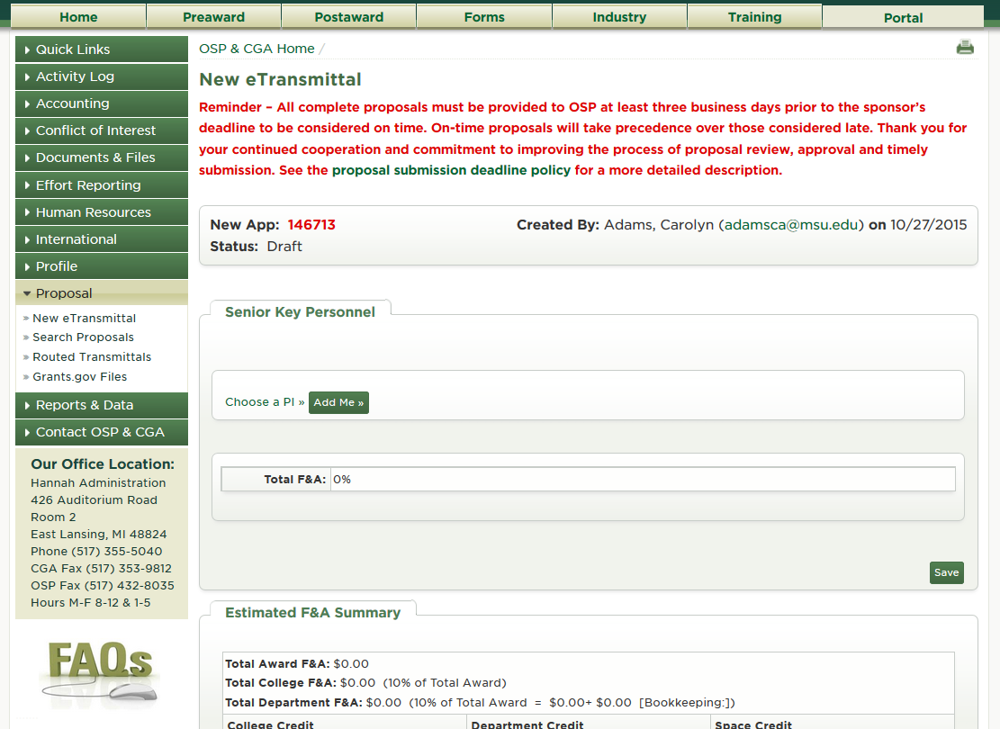 Home Preaward Postaward Forms Industry Training Portal
Quick Links
Activity Log
Accounting
Conflict of Interest
Documents & Files
Effort Reporting
Human Resources
International
Profile
Proposal
» New eTransmittal
» Search Proposals
» Routed Transmittals
» Grants.gov Files
Reports & Data
Contact OSP & CGA
Our Office Location:
Hannah Administration
426 Auditorium Road
Room 2
East Lansing, MI 48824
Phone (517) 355-5040
CGA Fax (517) 353-9812
OSP Fax (517) 432-8035
Hours M-F 8-12 & 1-5
FAQs
OSP & CGA Home /
New eTransmittal
Reminder – All complete proposals must be provided to OSP at least three business days prior to the sponsor’s
deadline to be considered on time. On-time proposals will take precedence over those considered late. Thank you for
your continued cooperation and commitment to improving the process of proposal review, approval and timely
submission. See the proposal submission deadline policy for a more detailed description.
New App: 146713 Created By: Adams, Carolyn (adamsca@msu.edu) on 10/27/2015
Status: Draft
Senior Key Personnel
Choose a PI » Add Me »
Total F&A: 0%
Save
Estimated F&A Summary
Total Award F&A: $0.00
Total College F&A: $0.00 (10% of Total Award)
Total Department F&A: $0.00 (10% of Total Award = $0.00+ $0.00 [Bookkeeping:])
College Credit Department Credit Space Credit